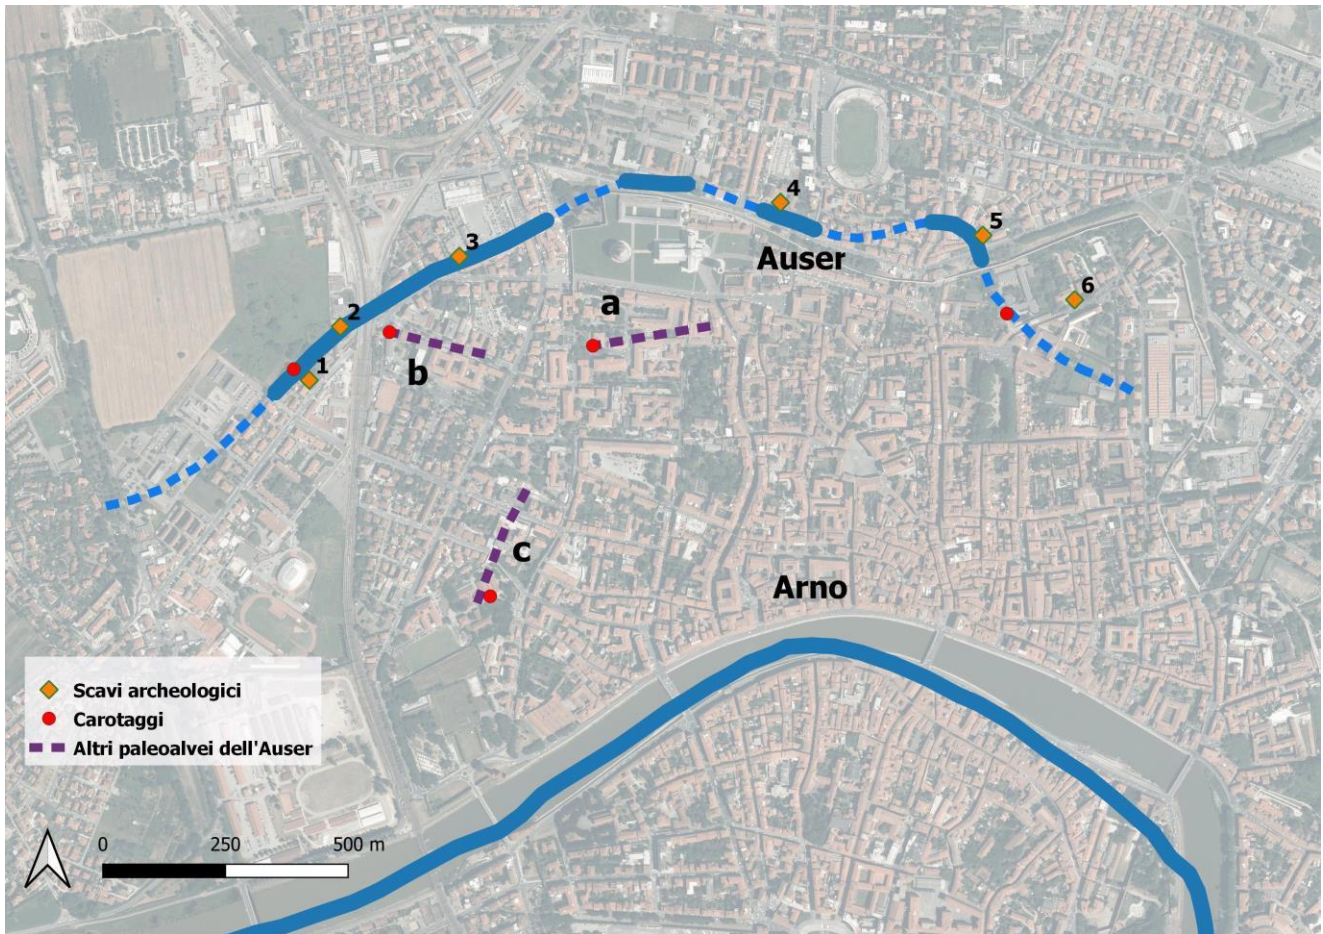 4
5
3
Auser
6
a
2
b
1
c
Arno
Scavi archeologici
Carotaggi
Altri paleoalvei dell'Auser
0 250 500 m